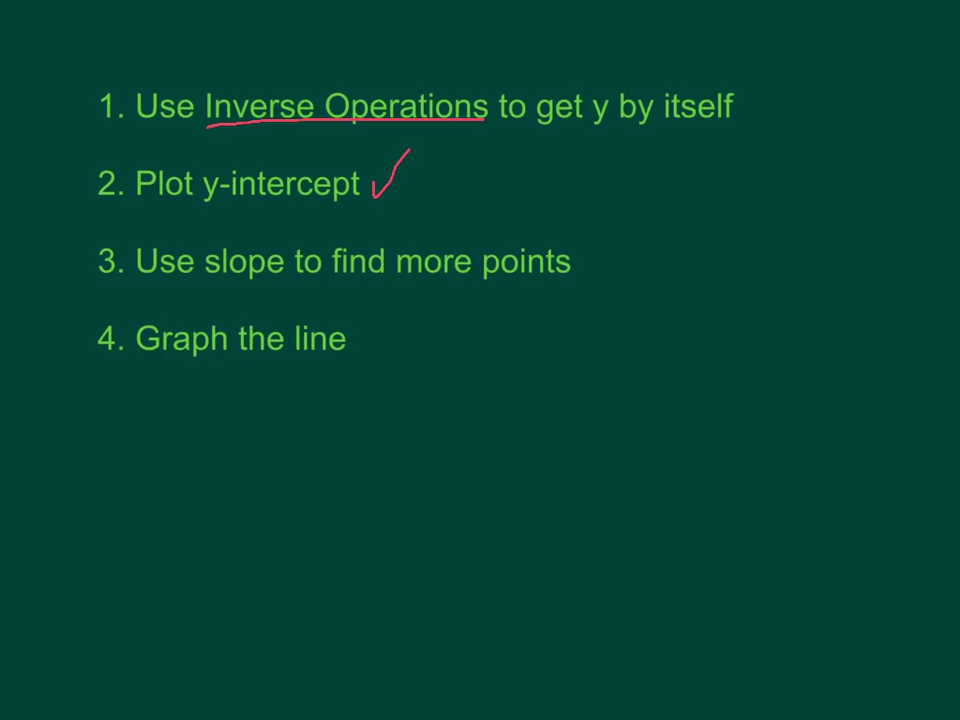 1. Use Inverse Operations to get y by itself
2. Plot y-intercept
3. Use slope to find more points
4. Graph the line